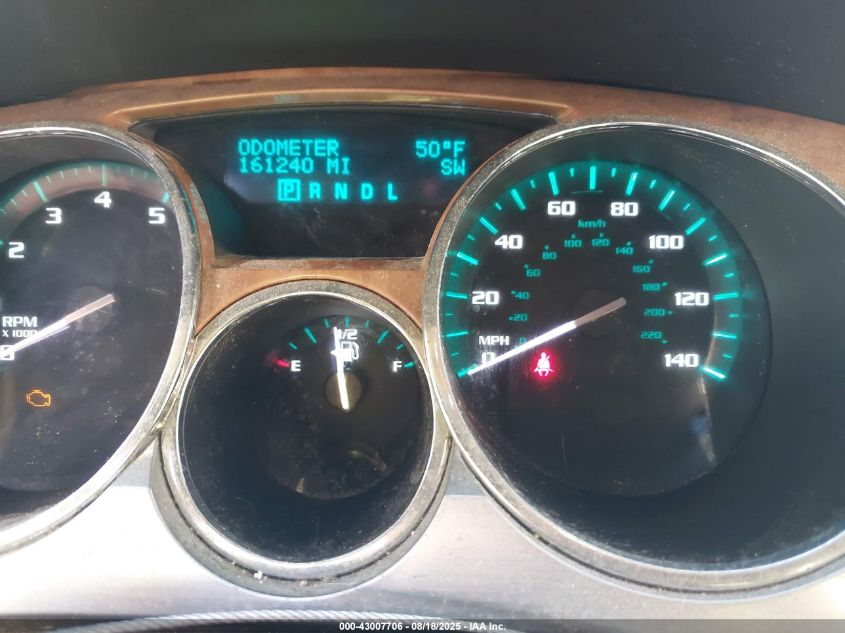 ODOMETER 50°F
161240 MI SW
P R N D L
2 3 4 5
RPM
X 1000
0
E 1/2 F
0 20 40 60 80 100 120 140
MPH
km/h
0 20 40 60 80 100 120 140 160 180 200 220
000-43007706 - 08/18/2025 - IAA Inc.